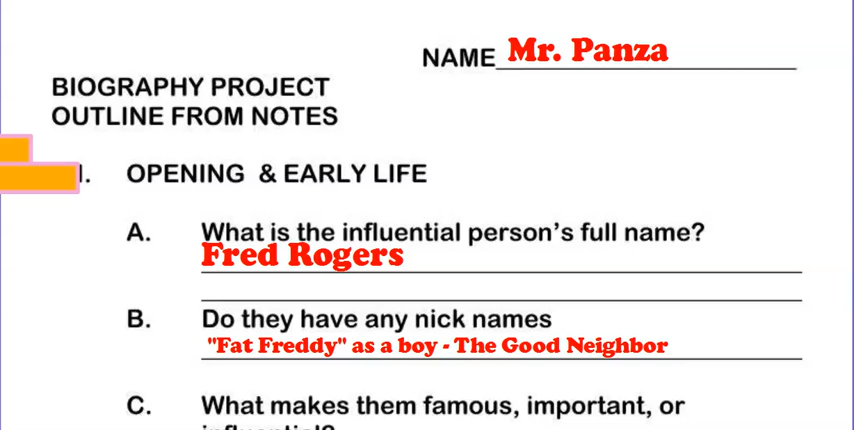 NAME Mr. Panza
BIOGRAPHY PROJECT
OUTLINE FROM NOTES
I. OPENING & EARLY LIFE
A. What is the influential person's full name?
Fred Rogers
B. Do they have any nick names
"Fat Freddy" as a boy - The Good Neighbor
C. What makes them famous, important, or
influential?